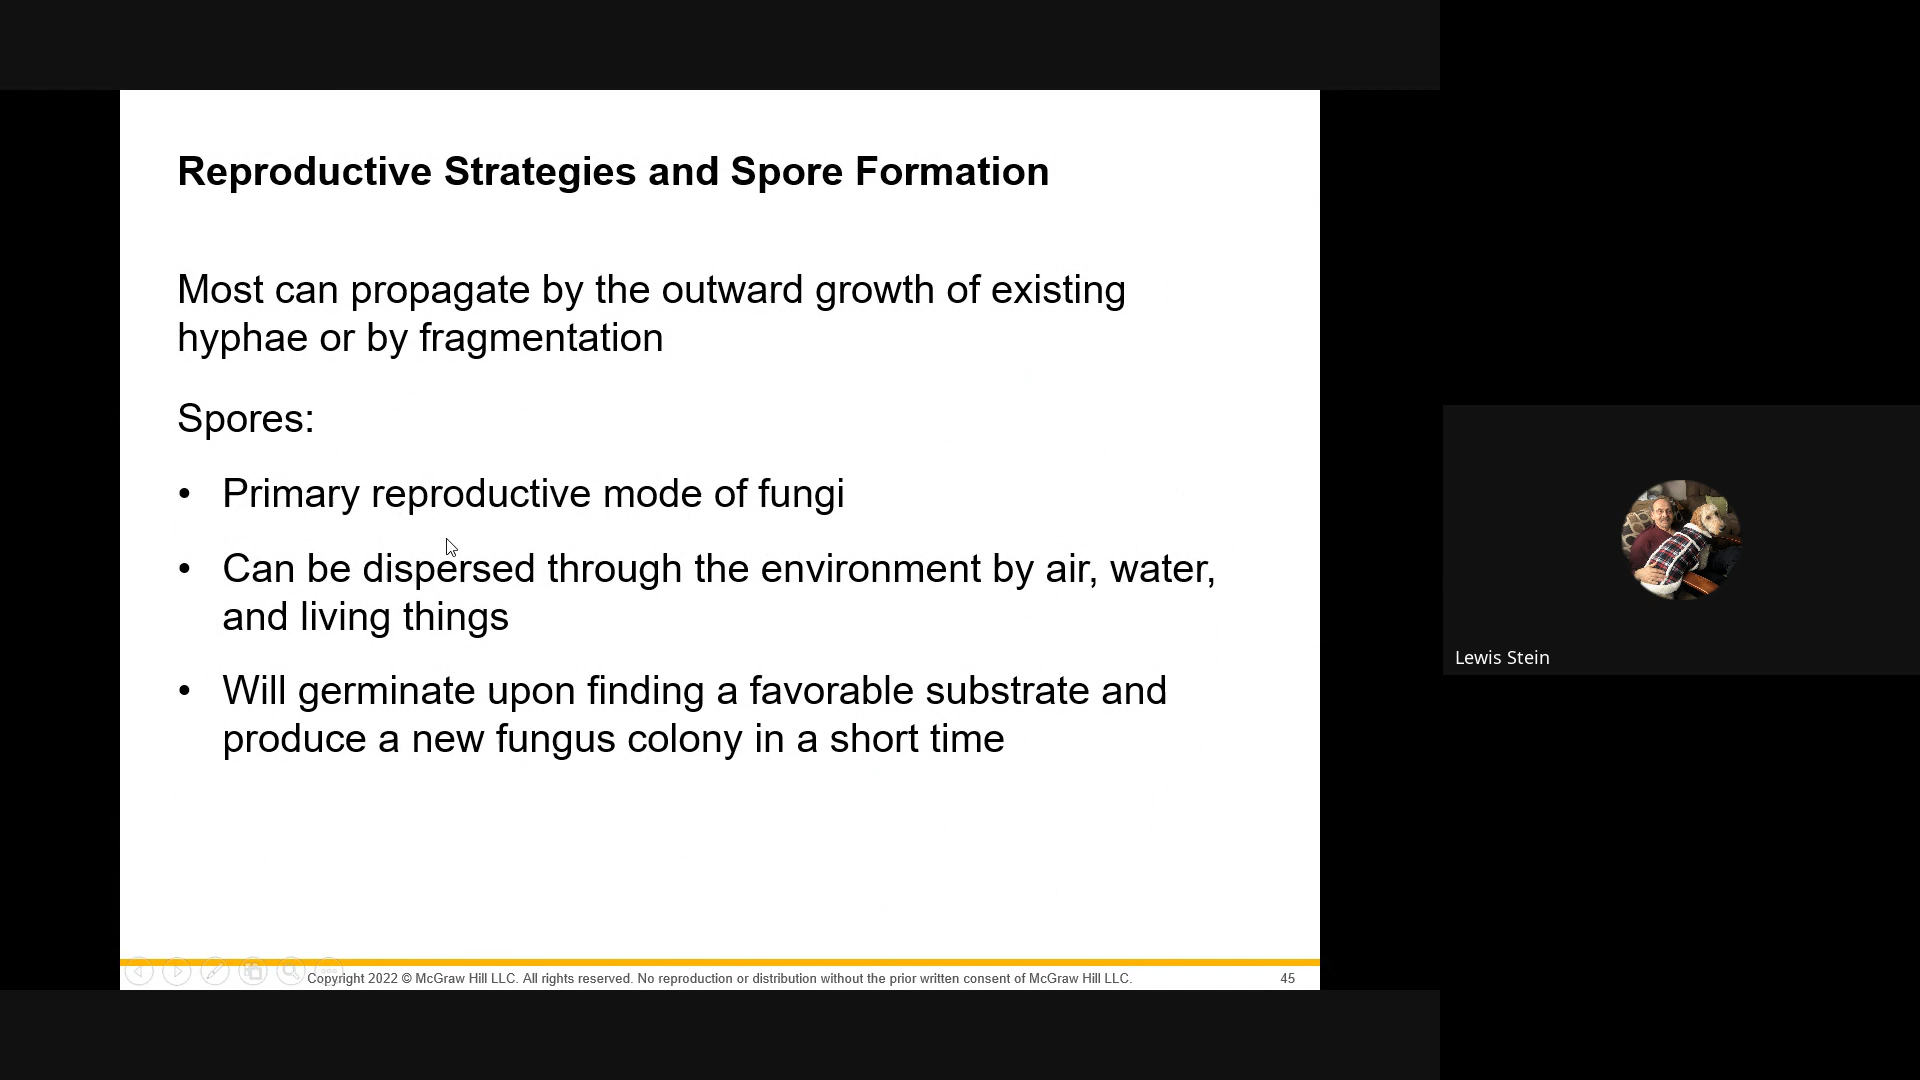 Reproductive Strategies and Spore Formation
Most can propagate by the outward growth of existing
hyphae or by fragmentation
Spores:
• Primary reproductive mode of fungi
• Can be dispersed through the environment by air, water,
and living things
• Will germinate upon finding a favorable substrate and
produce a new fungus colony in a short time
Copyright 2022 © McGraw Hill LLC. All rights reserved. No reproduction or distribution without the prior written consent of McGraw Hill LLC.
45
Lewis Stein